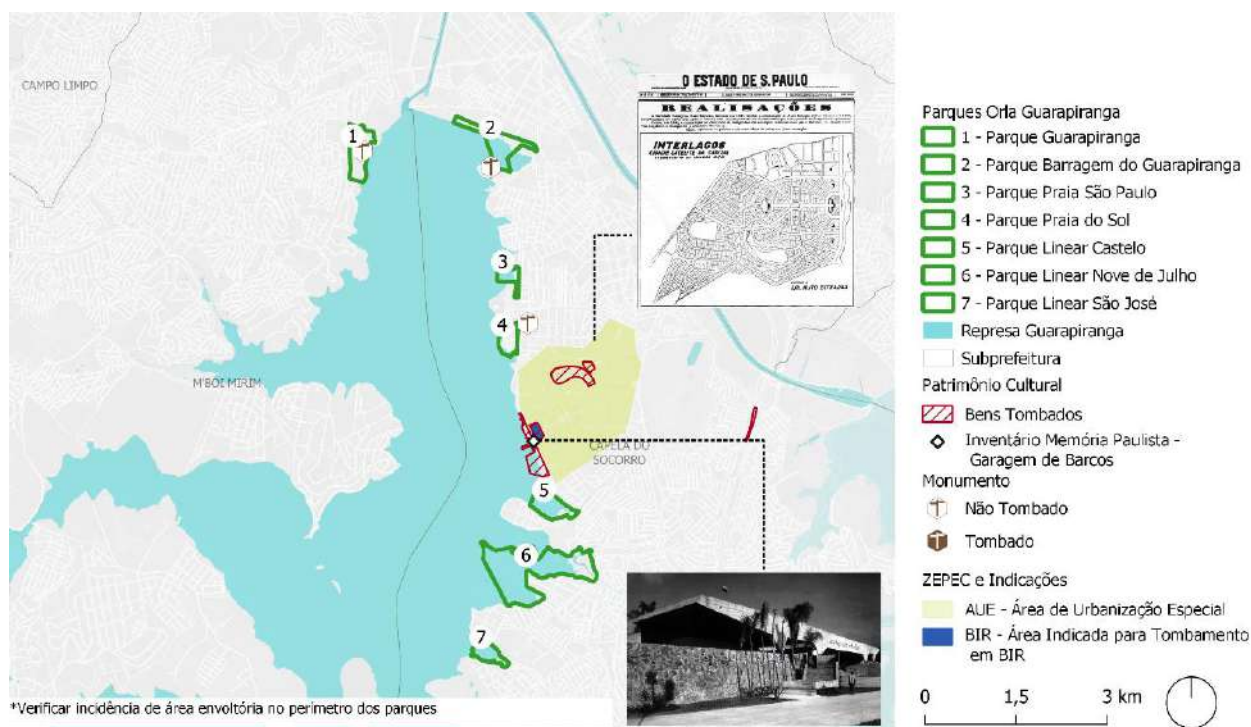 CAMPO LIMPO
1
2
3
4
M'BOI MIRIM
CAPELA DO
SOCORRO
5
6
7
*Verificar incidência de área envoltória no perímetro dos parques
O ESTADO DE S. PAULO
REALISAÇÕES
INTERLAGOS
Parques Orla Guarapiranga
1 - Parque Guarapiranga
2 - Parque Barragem do Guarapiranga
3 - Parque Praia São Paulo
4 - Parque Praia do Sol
5 - Parque Linear Castelo
6 - Parque Linear Nove de Julho
7 - Parque Linear São José
Represa Guarapiranga
Subprefeitura
Patrimônio Cultural
Bens Tombados
Inventário Memória Paulista -
Garagem de Barcos
Monumento
Não Tombado
Tombado
ZEPEC e Indicações
AUE - Área de Urbanização Especial
BIR - Área Indicada para Tombamento
em BIR
0 1,5 3 km